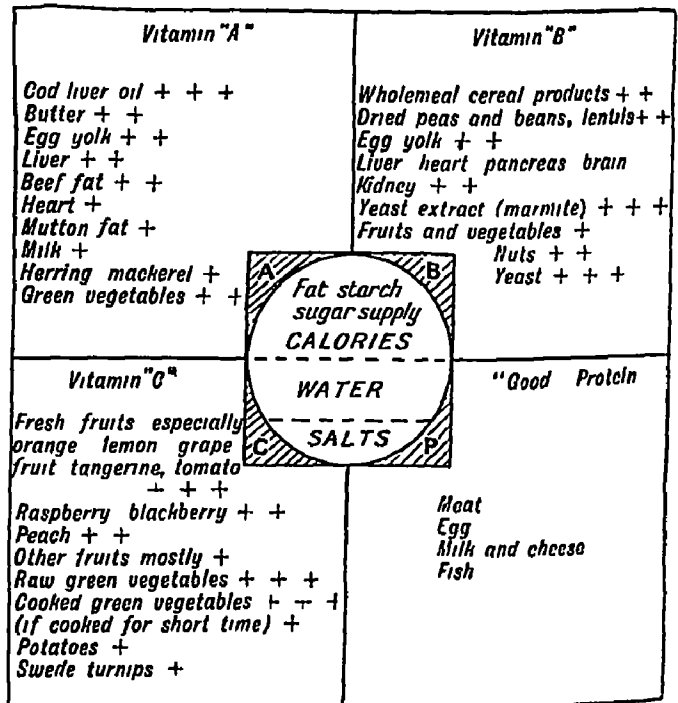 Vitamin "A"
Cod liver oil + + +
Butter + +
Egg yolk + +
Liver + +
Beef fat + +
Heart +
Mutton fat +
Milk +
Herring mackerel +
Green vegetables + +
Vitamin "B"
Wholemeal cereal products + +
Dried peas and beans, lentils + +
Egg yolk + +
Liver heart pancreas brain
Kidney + +
Yeast extract (marmite) + + +
Fruits and vegetables +
Nuts + +
Yeast + + +
A
B
Fat starch
sugar supply
CALORIES
WATER
SALTS
C
P
Vitamin "C"
Fresh fruits especially
orange lemon grape
fruit tangerine, tomato
+ + +
Raspberry blackberry + +
Peach + +
Other fruits mostly +
Raw green vegetables + + +
Cooked green vegetables + + +
(if cooked for short time) +
Potatoes +
Swede turnips +
"Good Protein
Meat
Egg
Milk and cheese
Fish